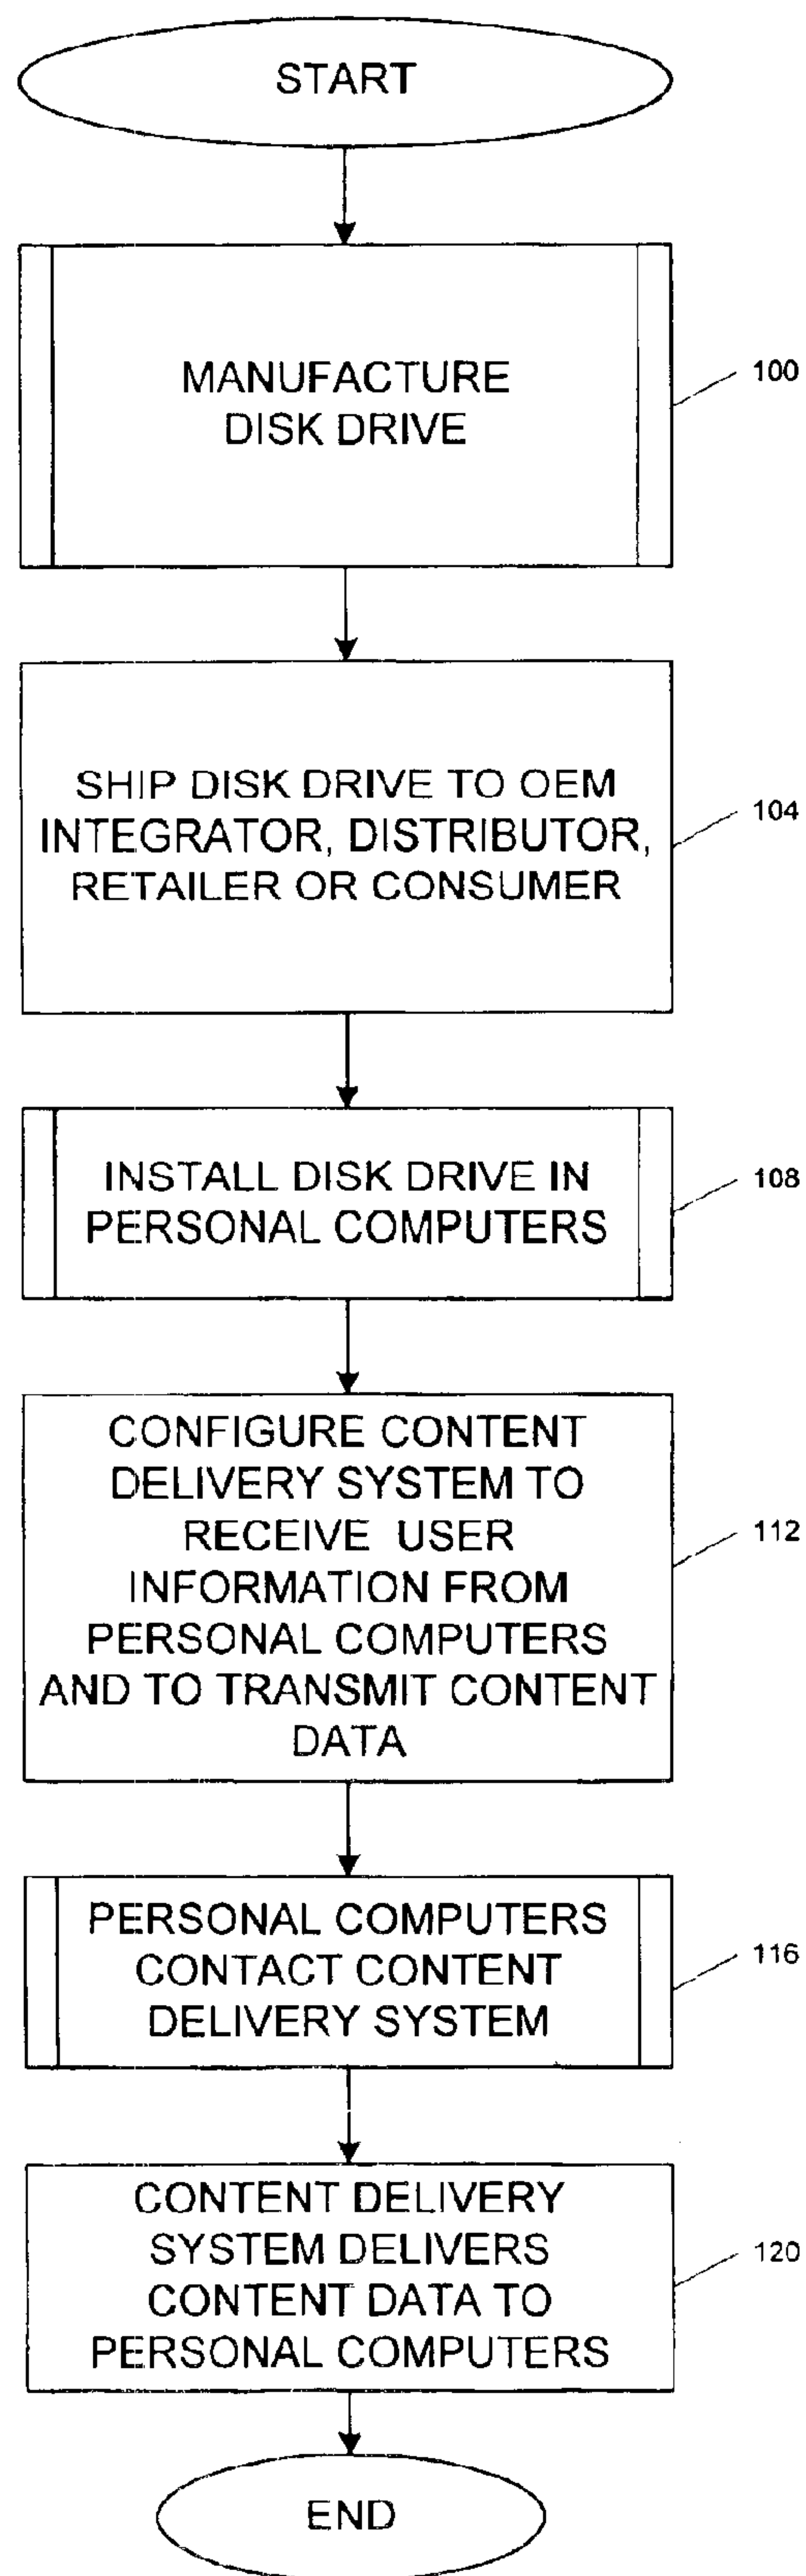 START
MANUFACTURE
DISK DRIVE
100
SHIP DISK DRIVE TO OEM
INTEGRATOR, DISTRIBUTOR,
RETAILER OR CONSUMER
104
INSTALL DISK DRIVE IN
PERSONAL COMPUTERS
108
CONFIGURE CONTENT
DELIVERY SYSTEM TO
RECEIVE USER
INFORMATION FROM
PERSONAL COMPUTERS
AND TO TRANSMIT CONTENT
DATA
112
PERSONAL COMPUTERS
CONTACT CONTENT
DELIVERY SYSTEM
116
CONTENT DELIVERY
SYSTEM DELIVERS
CONTENT DATA TO
PERSONAL COMPUTERS
120
END